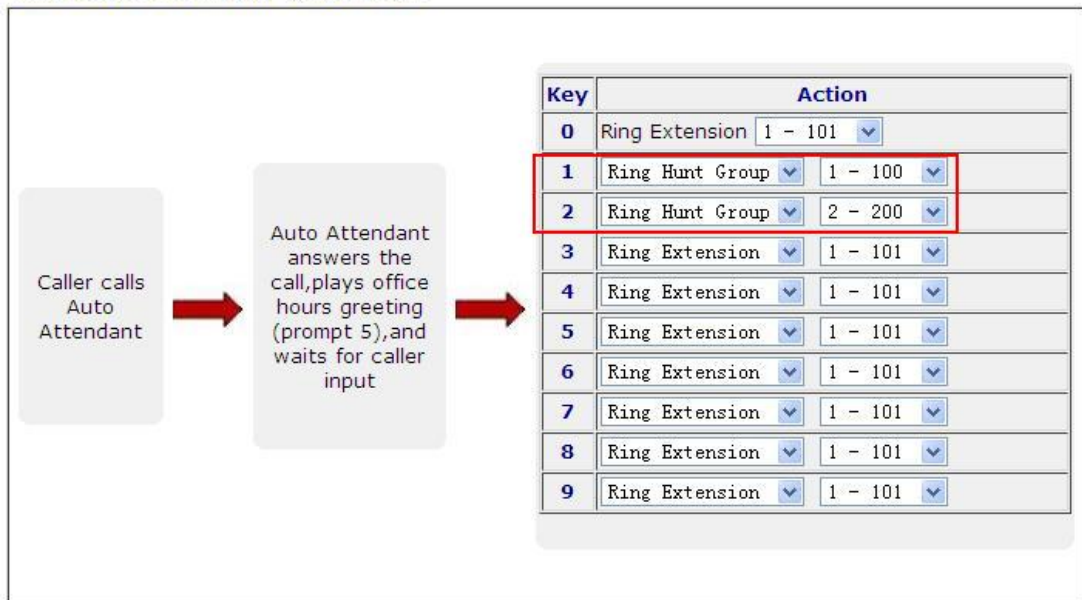 Caller calls
Auto
Attendant
Auto Attendant
answers the
call,plays office
hours greeting
(prompt 5),and
waits for caller
input
Key Action
0 Ring Extension 1 - 101
1 Ring Hunt Group 1 - 100
2 Ring Hunt Group 2 - 200
3 Ring Extension 1 - 101
4 Ring Extension 1 - 101
5 Ring Extension 1 - 101
6 Ring Extension 1 - 101
7 Ring Extension 1 - 101
8 Ring Extension 1 - 101
9 Ring Extension 1 - 101